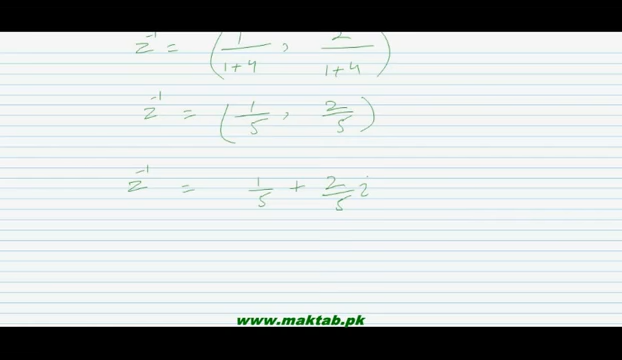 z⁻¹ = (1/1+4, 2/1+4)
z⁻¹ = (1/5, 2/5)
z⁻¹ = 1/5 + 2/5 i
www.maktab.pk